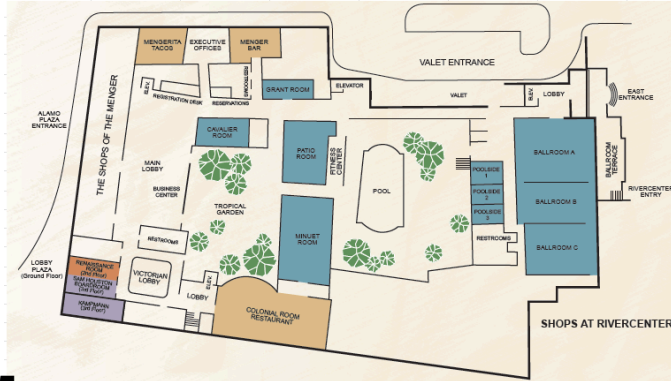 MENGERITA
TACOS
EXECUTIVE
OFFICES
MENGER
BAR
VALET ENTRANCE
ELEV.
REGISTRATION DESK
RESERVATIONS
RESTROOMS
GRANT ROOM
ELEVATOR
VALET
ELEV.
LOBBY
EAST
ENTRANCE
ALAMO
PLAZA
ENTRANCE
THE SHOPS OF THE MENGER
CAVALIER
ROOM
PATIO
ROOM
FITNESS
CENTER
BALLROOM A
BALLROOM
TERRACE
MAIN
LOBBY
BUSINESS
CENTER
POOL
POOLSIDE
1
POOLSIDE
2
POOLSIDE
3
BALLROOM B
RIVERCENTER
ENTRY
TROPICAL
GARDEN
MINUET
ROOM
RESTROOMS
RESTROOMS
BALLROOM C
LOBBY
PLAZA
(Ground Floor)
RENAISSANCE
ROOM
(2nd Floor)
SAM HOUSTON
BOARDROOM
(3rd Floor)
KAMPMANN
(3rd Floor)
VICTORIAN
LOBBY
ELEV.
LOBBY
COLONIAL ROOM
RESTAURANT
SHOPS AT RIVERCENTER